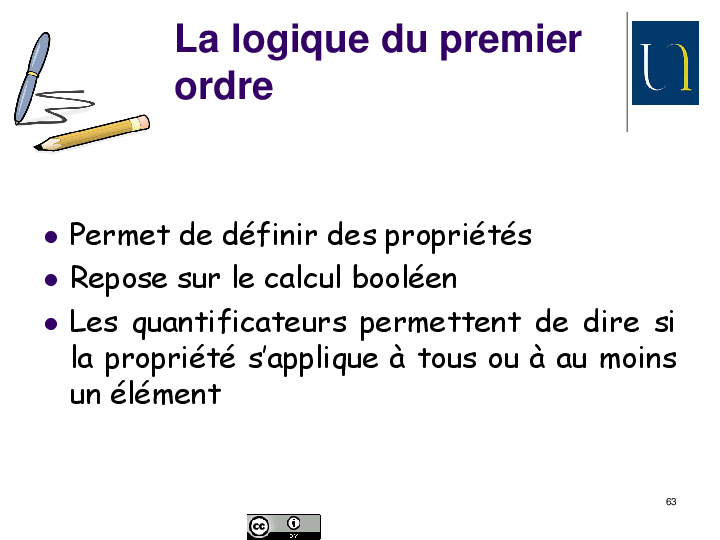 La logique du premier
ordre
Permet de définir des propriétés
Repose sur le calcul booléen
Les quantificateurs permettent de dire si
la propriété s’applique à tous ou à au moins
un élément
63
cc
BY